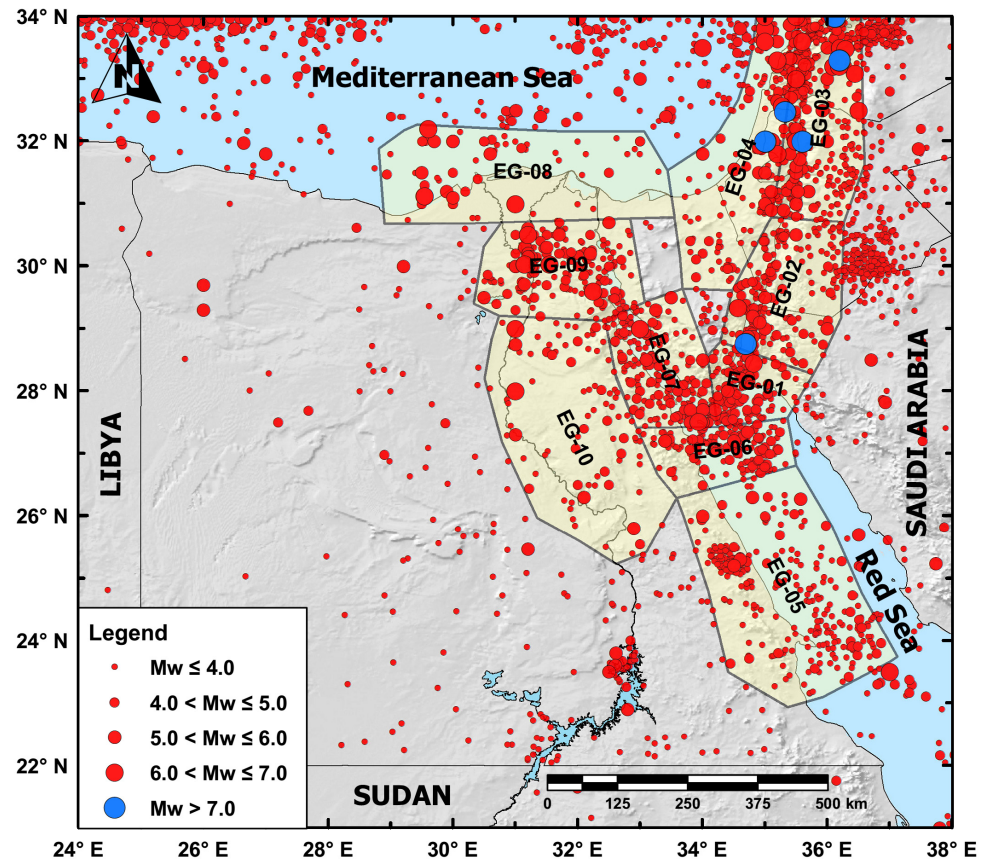 34° N
32° N
30° N
28° N
26° N
24° N
22° N
N
Mediterranean Sea
EG-03
EG-04
EG-08
EG-09
EG-02
EG-07
EG-01
EG-10
EG-06
EG-05
LIBYA
SAUDI ARABIA
Red Sea
SUDAN
Legend
Mw ≤ 4.0
4.0 < Mw ≤ 5.0
5.0 < Mw ≤ 6.0
6.0 < Mw ≤ 7.0
Mw > 7.0
0 125 250 375 500 km
24° E 26° E 28° E 30° E 32° E 34° E 36° E 38° E